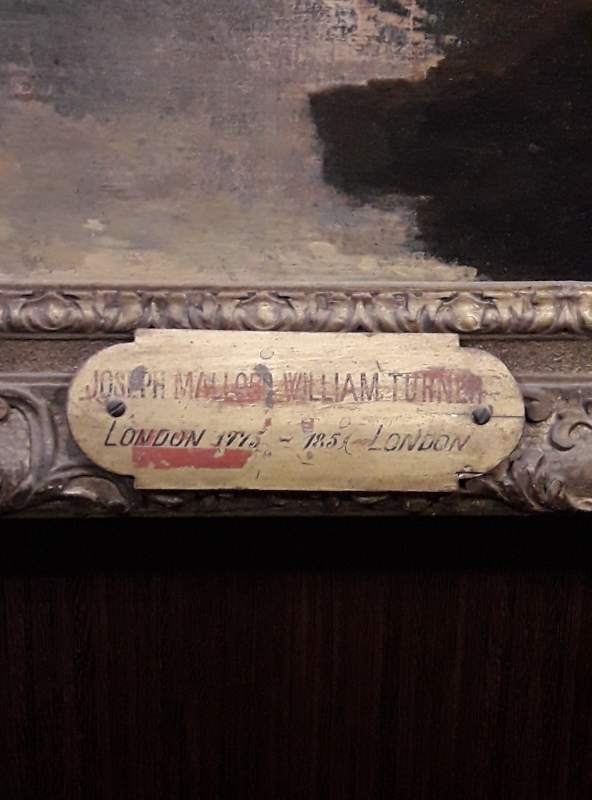 JOSEPH MALLORD WILLIAM TURNER
LONDON 1775 - 1851 LONDON